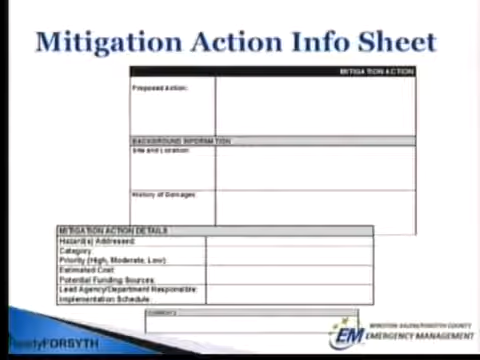 Mitigation Action Info Sheet
MITIGATION ACTION
Proposed Action:
BACKGROUND INFORMATION
Site and Location:
History of Damages:
MITIGATION ACTION DETAILS
Hazard(s) Addressed:
Category:
Priority (High, Moderate, Low):
Estimated Cost:
Potential Funding Sources:
Lead Agency/Department Responsible:
Implementation Schedule:
COMMENTS
WINSTON-SALEM/FORSYTH COUNTY
EM EMERGENCY MANAGEMENT
ReadyFORSYTH